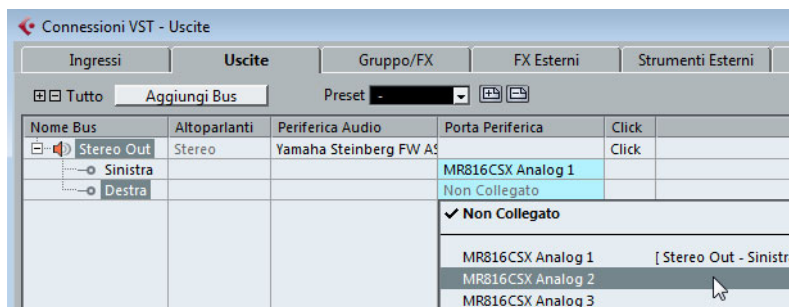 Connessioni VST - Uscite
Ingressi Uscite Gruppo/FX FX Esterni Strumenti Esterni
Tutto Aggiungi Bus Preset -
Nome Bus Altoparlanti Periferica Audio Porta Periferica Click
Stereo Out Stereo Yamaha Steinberg FW AS Click
Sinistra MR816CSX Analog 1
Destra Non Collegato
✓ Non Collegato
MR816CSX Analog 1 [ Stereo Out - Sinistr
MR816CSX Analog 2
MR816CSX Analog 3